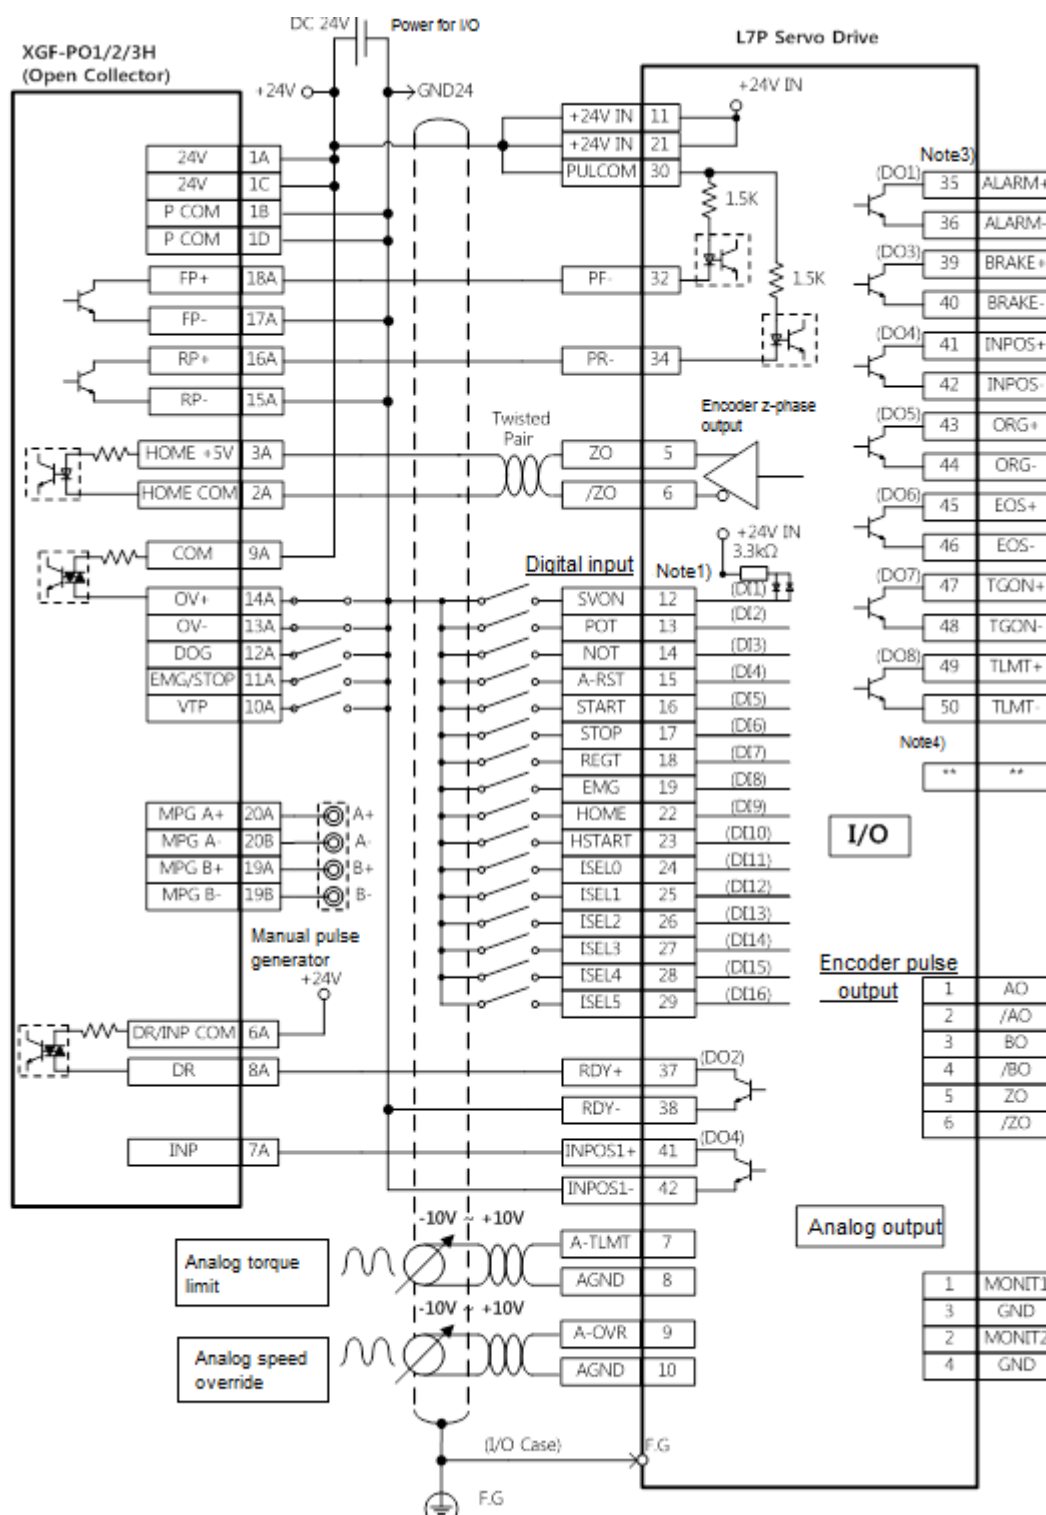 DC 24V
Power for I/O
XGF-PO1/2/3H
(Open Collector)
L7P Servo Drive
+24V
GND24
+24V IN
+24V IN 11
+24V IN 21
PULCOM 30
24V 1A
24V 1C
P COM 1B
P COM 1D
1.5K
1.5K
Note3)
(DO1)
35 ALARM+
36 ALARM-
(DO3)
39 BRAKE+
40 BRAKE-
(DO4)
41 INPOS+
42 INPOS-
(DO5)
43 ORG+
44 ORG-
(DO6)
45 EOS+
46 EOS-
(DO7)
47 TGON+
48 TGON-
(DO8)
49 TLMT+
50 TLMT-
Note4)
** **
FP+ 18A
FP- 17A
RP+ 16A
RP- 15A
PF- 32
PR- 34
Twisted
Pair
Encoder z-phase
output
HOME +5V 3A
HOME COM 2A
ZO 5
/ZO 6
+24V IN
3.3kΩ
COM 9A
Digital input
Note1)
OV+ 14A
OV- 13A
DOG 12A
EMG/STOP 11A
VTP 10A
SVON 12 (DI1)
POT 13 (DI2)
NOT 14 (DI3)
A-RST 15 (DI4)
START 16 (DI5)
STOP 17 (DI6)
REGT 18 (DI7)
EMG 19 (DI8)
HOME 22 (DI9)
HSTART 23 (DI10)
ISEL0 24 (DI11)
ISEL1 25 (DI12)
ISEL2 26 (DI13)
ISEL3 27 (DI14)
ISEL4 28 (DI15)
ISEL5 29 (DI16)
MPG A+ 20A A+
MPG A- 20B A-
MPG B+ 19A B+
MPG B- 19B B-
Manual pulse
generator
+24V
I/O
Encoder pulse
output
1 AO
2 /AO
3 BO
4 /BO
5 ZO
6 /ZO
DR/INP COM 6A
DR 8A
INP 7A
RDY+ 37 (DO2)
RDY- 38
INPOS1+ 41 (DO4)
INPOS1- 42
Analog output
-10V ~ +10V
Analog torque
limit
A-TLMT 7
AGND 8
-10V ~ +10V
Analog speed
override
A-OVR 9
AGND 10
1 MONIT1
3 GND
2 MONIT2
4 GND
(I/O Case)
F.G
F.G